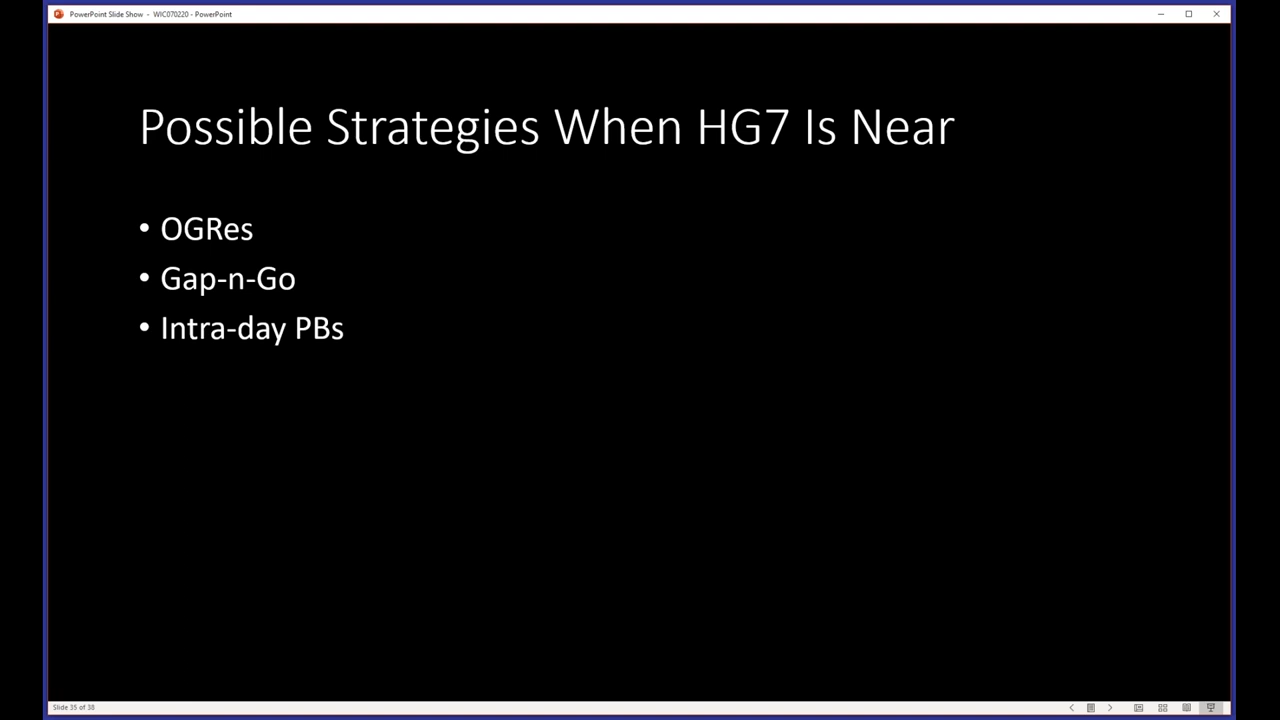 PowerPoint Slide Show - WIC070220 - PowerPoint
Possible Strategies When HG7 Is Near
• OGRes
• Gap-n-Go
• Intra-day PBs
Slide 35 of 38